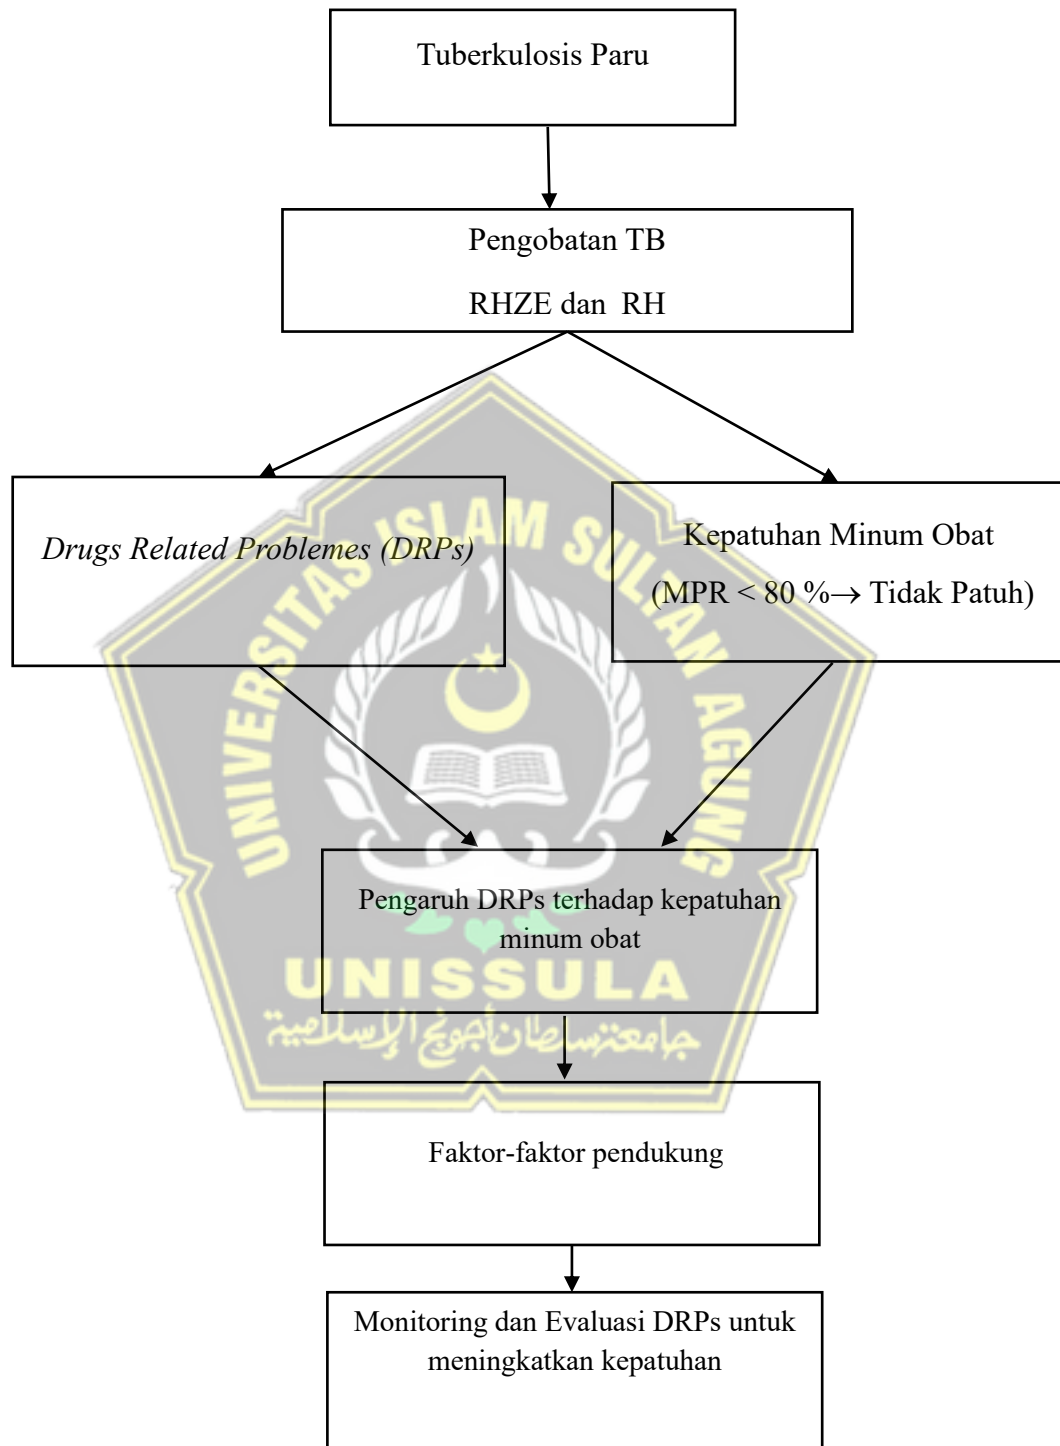 Tuberkulosis Paru
Pengobatan TB
RHZE dan RH
Drugs Related Problemes (DRPs)
Kepatuhan Minum Obat
(MPR < 80 %→ Tidak Patuh)
UNIVERSITAS ISLAM SULTAN AGUNG
Pengaruh DRPs terhadap kepatuhan
minum obat
UNISSULA
جامعتسلطان أجونج الإسلامية
Faktor-faktor pendukung
Monitoring dan Evaluasi DRPs untuk
meningkatkan kepatuhan